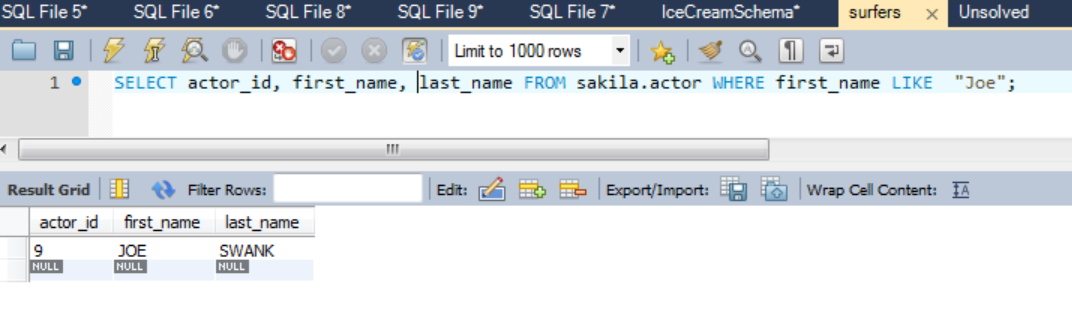 SQL File 5* SQL File 6* SQL File 8* SQL File 9* SQL File 7* IceCreamSchema* surfers × Unsolved
Limit to 1000 rows
1 SELECT actor_id, first_name, last_name FROM sakila.actor WHERE first_name LIKE "Joe";
Result Grid Filter Rows: Edit: Export/Import: Wrap Cell Content: IA
actor_id first_name last_name
9 JOE SWANK
NULL NULL NULL